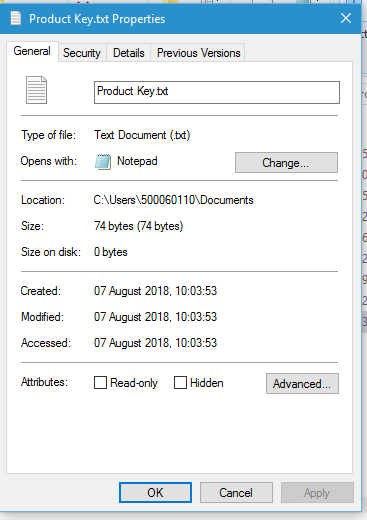 Product Key.txt Properties
General Security Details Previous Versions
Product Key.txt
Type of file: Text Document (.txt)
Opens with: Notepad Change...
Location: C:\Users\500060110\Documents
Size: 74 bytes (74 bytes)
Size on disk: 0 bytes
Created: 07 August 2018, 10:03:53
Modified: 07 August 2018, 10:03:53
Accessed: 07 August 2018, 10:03:53
Attributes: Read-only Hidden Advanced...
OK Cancel Apply